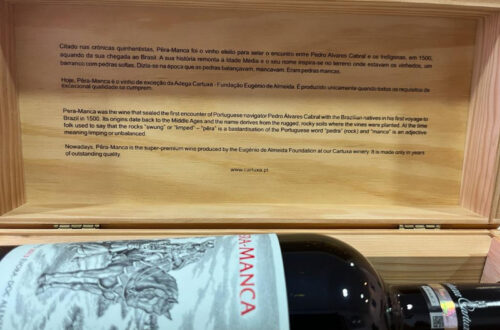 Citado nas crónicas quinhentistas, Pêra-Manca foi o vinho eleito para selar o encontro entre Pedro Álvares Cabral e os indígenas, em 1500,
aquando da sua chegada ao Brasil. A sua história remonta à Idade Média e o seu nome inspira-se no terreno onde estavam os vinhedos, um
barranco com pedras soltas. Dizia-se na época que as pedras balançavam, mancavam. Eram pedras mancas.
Hoje, Pêra-Manca é o vinho de exceção da Adega Cartuxa - Fundação Eugénio de Almeida. É produzido unicamente quando todos os requisitos de
excecional qualidade se cumprem.
Pera-Manca was the wine that sealed the first encounter of Portuguese navigator Pedro Álvares Cabral with the Brazilian natives in his first voyage to
Brazil in 1500. Its origins date back to the Middle Ages and the name derives from the rugged, rocky soils where the vines were planted. At the time
folk used to say that the rocks "swung" or "limped" – "pêra" is a bastardisation of the Portuguese word "pedra" (rock) and "manca" is an adjective
meaning limping or unbalanced.
Nowadays, Pêra-Manca is the super-premium wine produced by the Eugénio de Almeida Foundation at our Cartuxa winery. It is made only in years
of outstanding quality.
www.cartuxa.pt
RA-MANCA